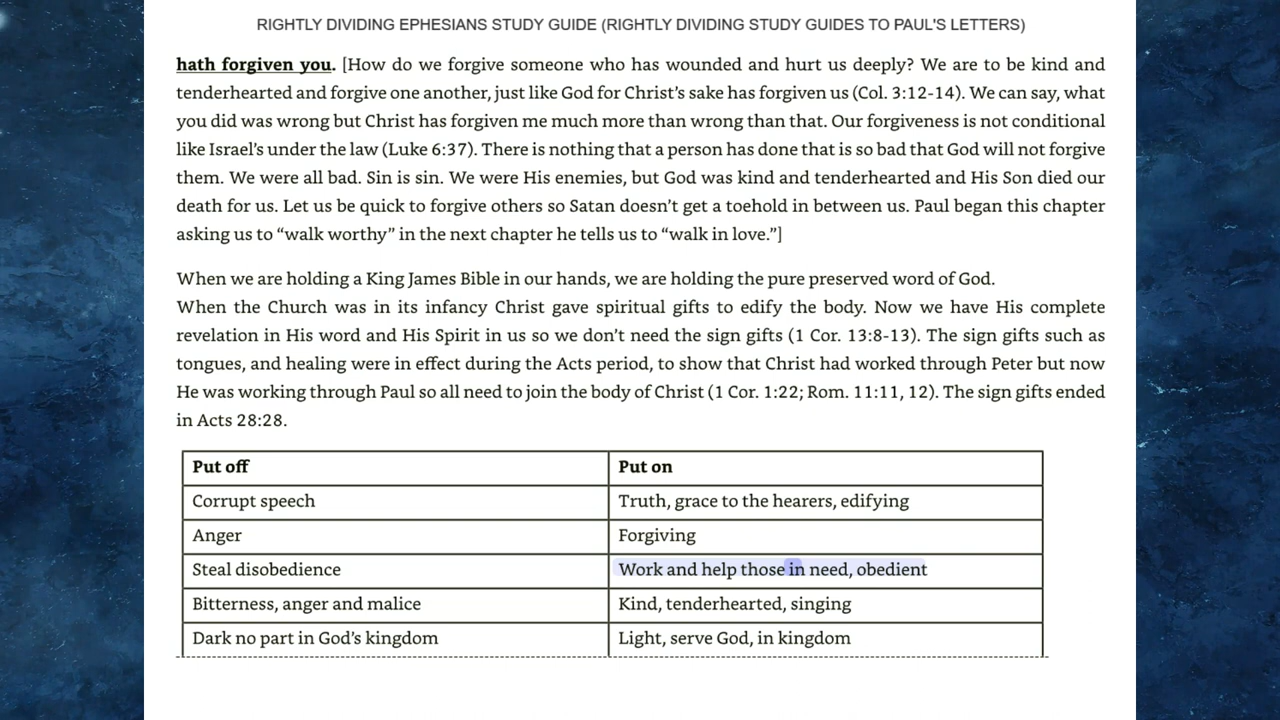 RIGHTLY DIVIDING EPHESIANS STUDY GUIDE (RIGHTLY DIVIDING STUDY GUIDES TO PAUL'S LETTERS)
hath forgiven you. [How do we forgive someone who has wounded and hurt us deeply? We are to be kind and
tenderhearted and forgive one another, just like God for Christ’s sake has forgiven us (Col. 3:12-14). We can say, what
you did was wrong but Christ has forgiven me much more than wrong than that. Our forgiveness is not conditional
like Israel’s under the law (Luke 6:37). There is nothing that a person has done that is so bad that God will not forgive
them. We were all bad. Sin is sin. We were His enemies, but God was kind and tenderhearted and His Son died our
death for us. Let us be quick to forgive others so Satan doesn’t get a toehold in between us. Paul began this chapter
asking us to “walk worthy” in the next chapter he tells us to “walk in love.”]
When we are holding a King James Bible in our hands, we are holding the pure preserved word of God.
When the Church was in its infancy Christ gave spiritual gifts to edify the body. Now we have His complete
revelation in His word and His Spirit in us so we don’t need the sign gifts (1 Cor. 13:8-13). The sign gifts such as
tongues, and healing were in effect during the Acts period, to show that Christ had worked through Peter but now
He was working through Paul so all need to join the body of Christ (1 Cor. 1:22; Rom. 11:11, 12). The sign gifts ended
in Acts 28:28.
Put off Put on
Corrupt speech Truth, grace to the hearers, edifying
Anger Forgiving
Steal disobedience Work and help those in need, obedient
Bitterness, anger and malice Kind, tenderhearted, singing
Dark no part in God’s kingdom Light, serve God, in kingdom